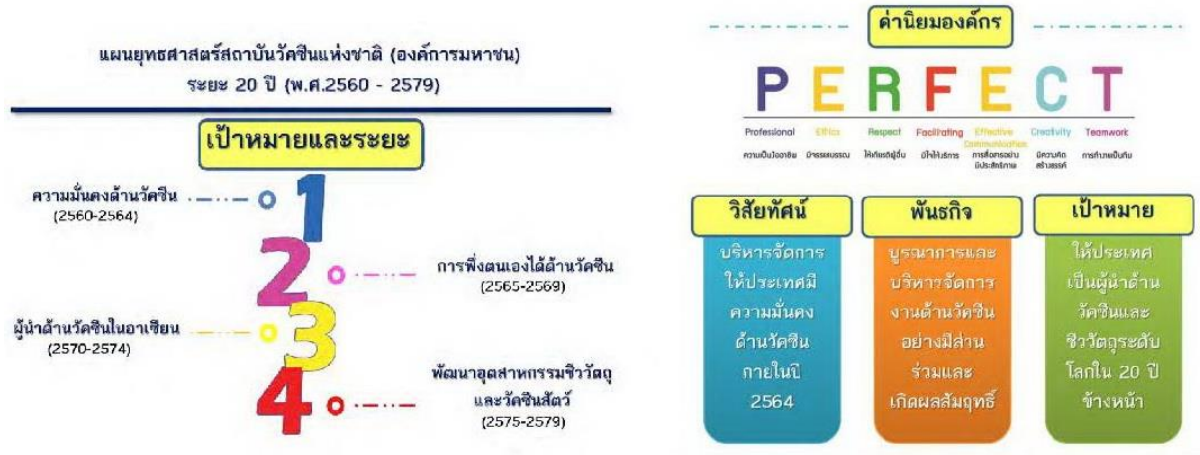 แผนยุทธศาสตร์สถาบันวัคซีนแห่งชาติ (องค์การมหาชน)
ระยะ 20 ปี (พ.ศ.2560 - 2579)
เป้าหมายและระยะ
1
ความมั่นคงด้านวัคซีน
(2560-2564)
2
การพึ่งตนเองได้ด้านวัคซีน
(2565-2569)
3
ผู้นำด้านวัคซีนในอาเซียน
(2570-2574)
4
พัฒนาอุตสาหกรรมชีววัตถุ
และวัคซีนสัตว์
(2575-2579)
ค่านิยมองค์กร
PERFECT
Professional
ความเป็นมืออาชีพ
Ethics
มีจรรยาบรรณ
Respect
ให้เกียรติผู้อื่น
Facilitating
มีใจให้บริการ
Effective
Communication
การสื่อสารอย่าง
มีประสิทธิภาพ
Creativity
มีความคิด
สร้างสรรค์
Teamwork
การทำงานเป็นทีม
วิสัยทัศน์
บริหารจัดการ
ให้ประเทศมี
ความมั่นคง
ด้านวัคซีน
ภายในปี
2564
พันธกิจ
บูรณาการและ
บริหารจัดการ
งานด้านวัคซีน
อย่างมีส่วน
ร่วมและ
เกิดผลสัมฤทธิ์
เป้าหมาย
ให้ประเทศ
เป็นผู้นำด้าน
วัคซีนและ
ชีววัตถุระดับ
โลกใน 20 ปี
ข้างหน้า